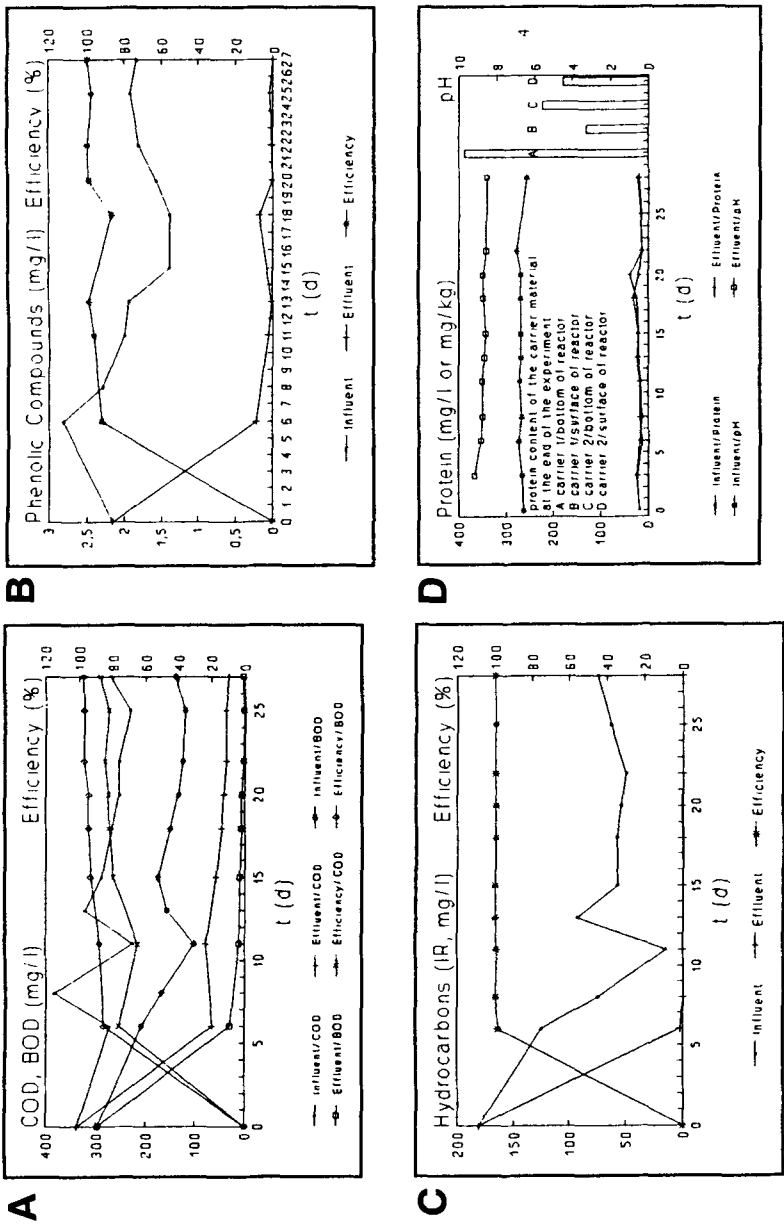 A
COD, BOD (mg/l) Efficiency (%)
400 300 200 100 0
120 100 80 60 40 20 0
0 5 10 15 20 25
t (d)
Influent/COD Effluent/COD Influent/BOD
Effluent/BOD Efficiency/COD Efficiency/BOD
B
Phenolic Compounds (mg/l) Efficiency (%)
3 2.5 2 1.5 1 0.5 0
120 100 80 60 40 20 0
0 1 2 3 4 5 6 7 8 9 10 11 12 13 14 15 16 17 18 19 20 21 22 23 24 25 26 27
t (d)
Influent Effluent Efficiency
C
Hydrocarbons (IR, mg/l) Efficiency (%)
200 150 100 50 0
120 100 80 60 40 20 0
0 5 10 15 20 25
t (d)
Influent Effluent Efficiency
D
Protein (mg/l or mg/kg) pH
400 300 200 100 0
10 8 6 4 2 0
4
protein content of the carrier material
at the end of the experiment
A carrier 1/bottom of reactor
B carrier 1/surface of reactor
C carrier 2/bottom of reactor
D carrier 2/surface of reactor
A B C D
0 5 10 15 20 25
t (d)
Influent/Protein Effluent/Protein
Influent/pH Effluent/pH